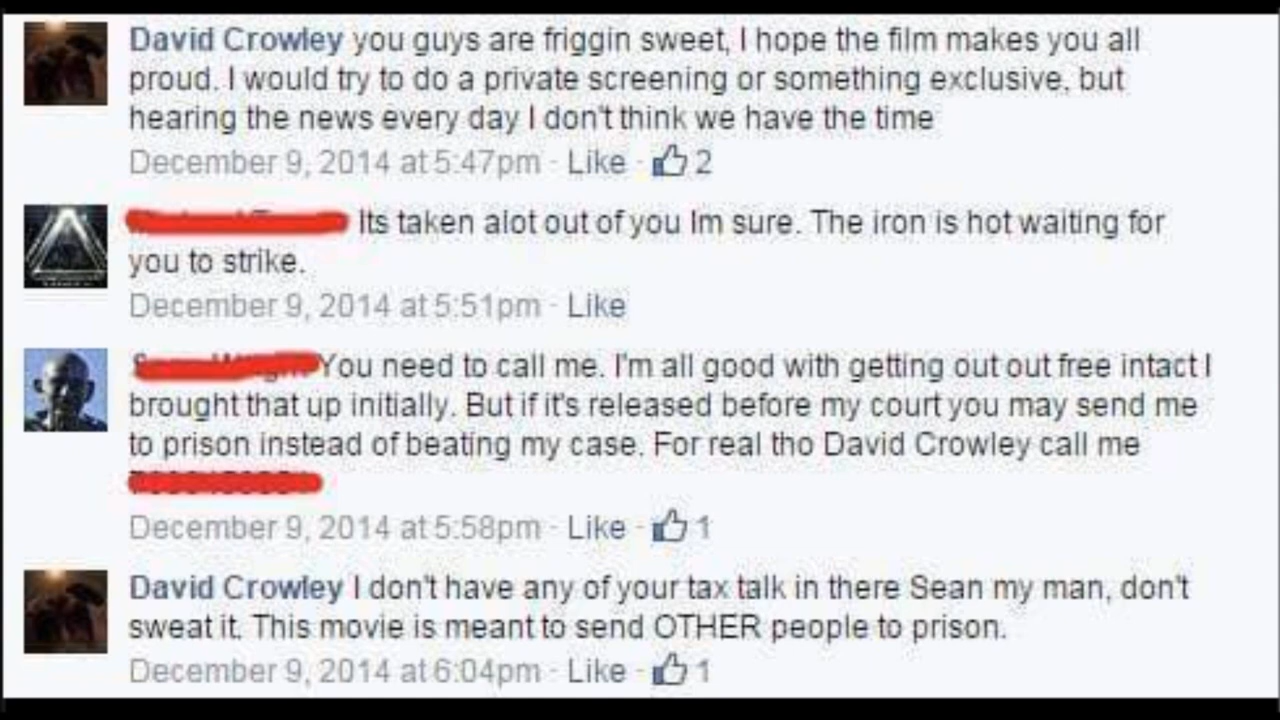 David Crowley you guys are friggin sweet, I hope the film makes you all
proud. I would try to do a private screening or something exclusive, but
hearing the news every day I don't think we have the time
December 9, 2014 at 5:47pm · Like · 2
Its taken alot out of you Im sure. The iron is hot waiting for
you to strike.
December 9, 2014 at 5:51pm · Like
You need to call me. I'm all good with getting out out free intact I
brought that up initially. But if it's released before my court you may send me
to prison instead of beating my case. For real tho David Crowley call me
December 9, 2014 at 5:58pm · Like · 1
David Crowley I don't have any of your tax talk in there Sean my man, don't
sweat it. This movie is meant to send OTHER people to prison.
December 9, 2014 at 6:04pm · Like · 1